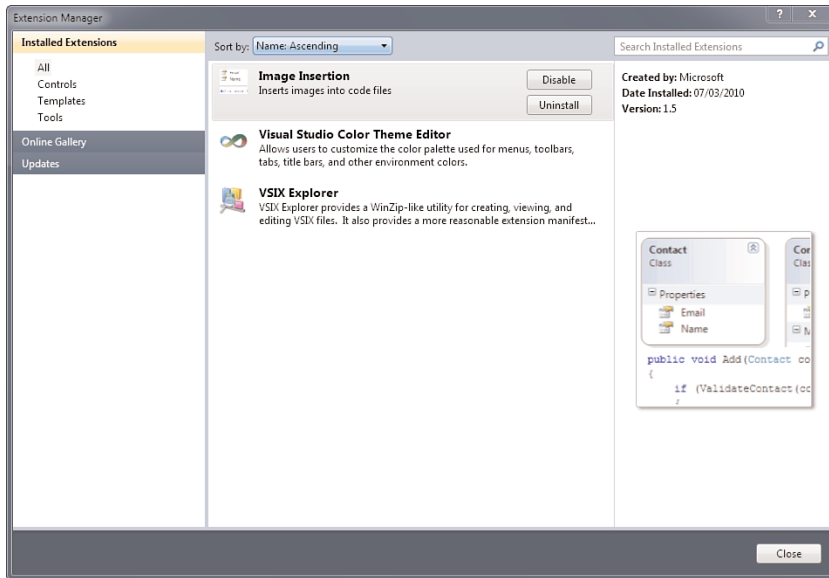 Extension Manager
Installed Extensions
All
Controls
Templates
Tools
Online Gallery
Updates
Sort by: Name: Ascending
Image Insertion
Inserts images into code files
Disable
Uninstall
Visual Studio Color Theme Editor
Allows users to customize the color palette used for menus, toolbars,
tabs, title bars, and other environment colors.
VSIX Explorer
VSIX Explorer provides a WinZip-like utility for creating, viewing, and
editing VSIX files. It also provides a more reasonable extension manifest...
Search Installed Extensions
Created by: Microsoft
Date Installed: 07/03/2010
Version: 1.5
Contact
Class
Properties
Email
Name
Cor
Clas
P
M
public void Add(Contact co
{
if (ValidateContact(co
Close